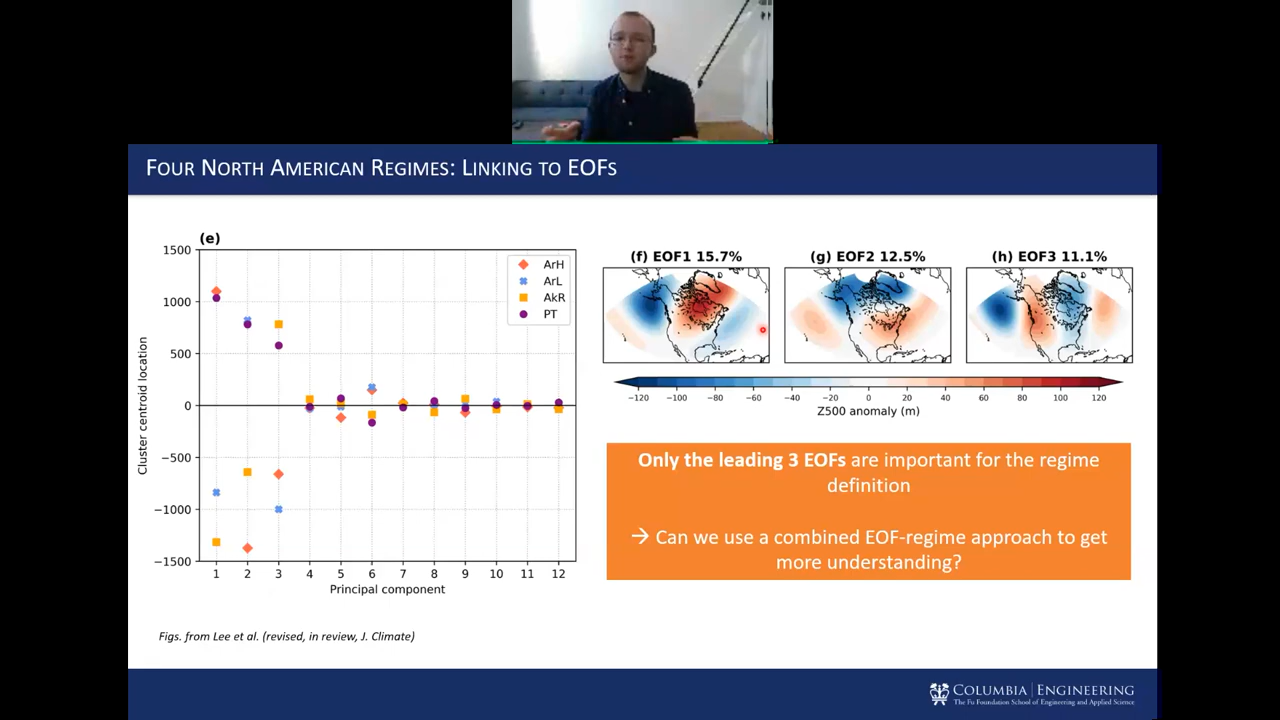 FOUR NORTH AMERICAN REGIMES: LINKING TO EOFS
(e)
1500
1000
500
0
−500
−1000
−1500
Cluster centroid location
ArH
ArL
AkR
PT
1 2 3 4 5 6 7 8 9 10 11 12
Principal component
(f) EOF1 15.7%
(g) EOF2 12.5%
(h) EOF3 11.1%
−120 −100 −80 −60 −40 −20 0 20 40 60 80 100 120
Z500 anomaly (m)
Only the leading 3 EOFs are important for the regime
definition
→ Can we use a combined EOF-regime approach to get
more understanding?
Figs. from Lee et al. (revised, in review, J. Climate)
COLUMBIA | ENGINEERING
The Fu Foundation School of Engineering and Applied Science